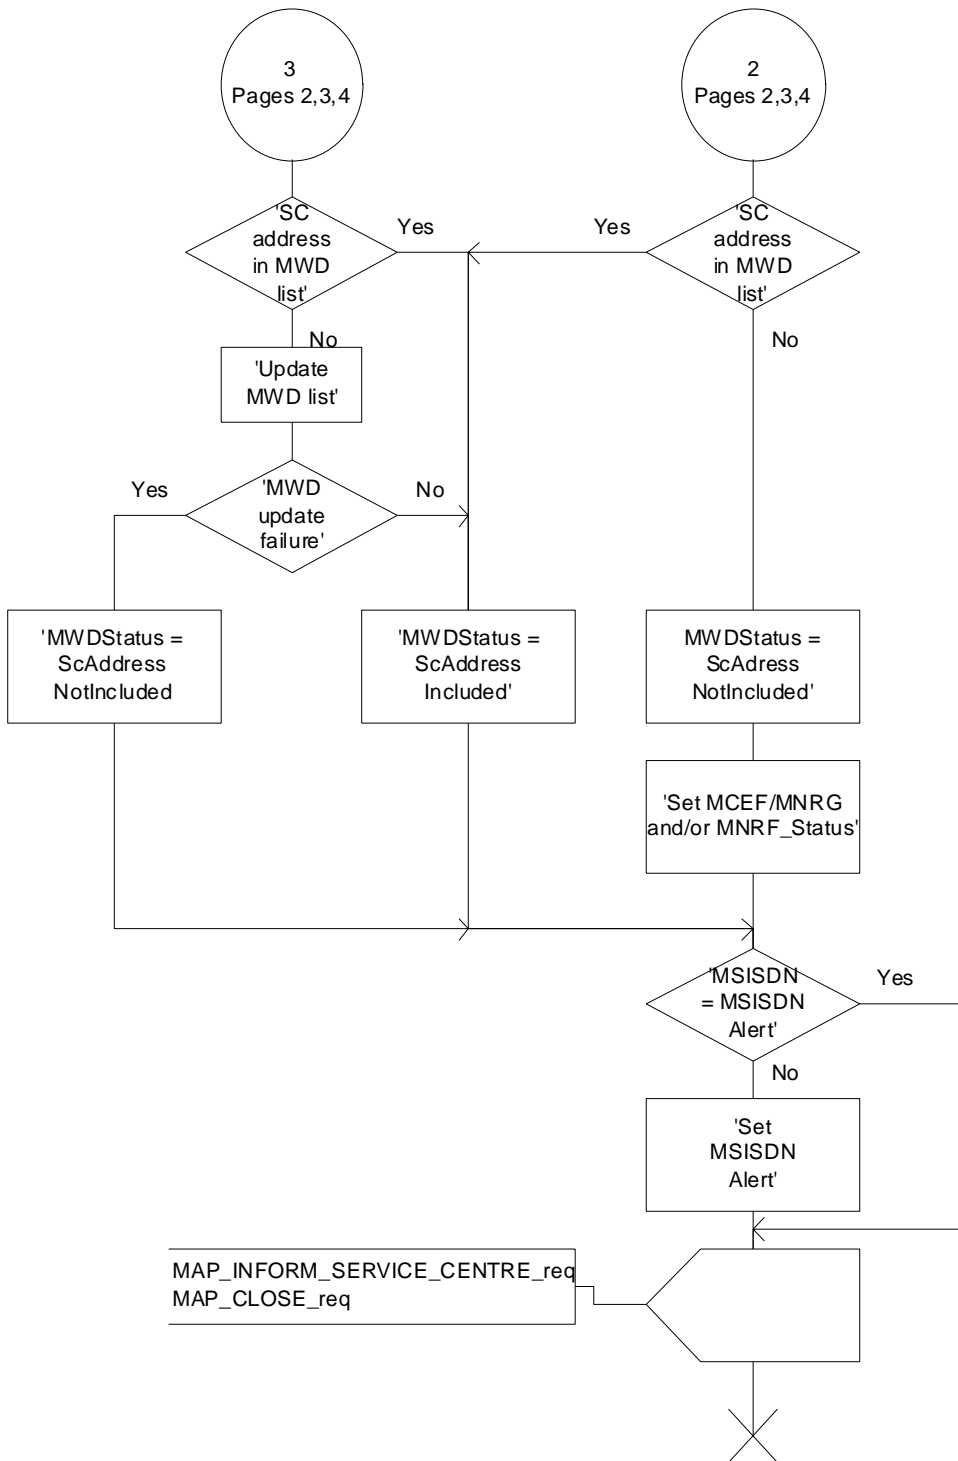 3
Pages 2,3,4
2
Pages 2,3,4
'SC
address
in MWD
list'
Yes
Yes
'SC
address
in MWD
list'
No
No
'Update
MWD list'
Yes
'MWD
update
failure'
No
'MWDStatus =
ScAddress
NotIncluded
'MWDStatus =
ScAddress
Included'
MWDStatus =
ScAdress
NotIncluded'
'Set MCEF/MNRG
and/or MNRF_Status'
'MSISDN
= MSISDN
Alert'
Yes
No
'Set
MSISDN
Alert'
MAP_INFORM_SERVICE_CENTRE_req
MAP_CLOSE_req